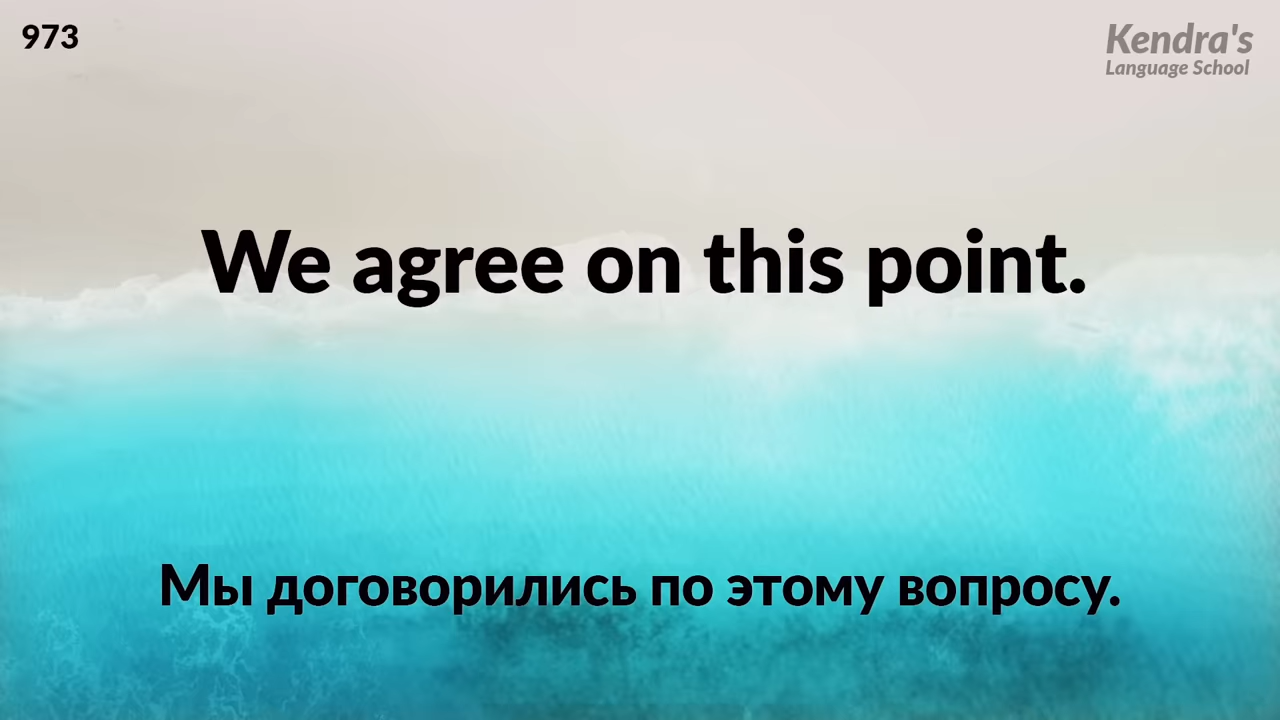 973
Kendra's
Language School
We agree on this point.
Мы договорились по этому вопросу.